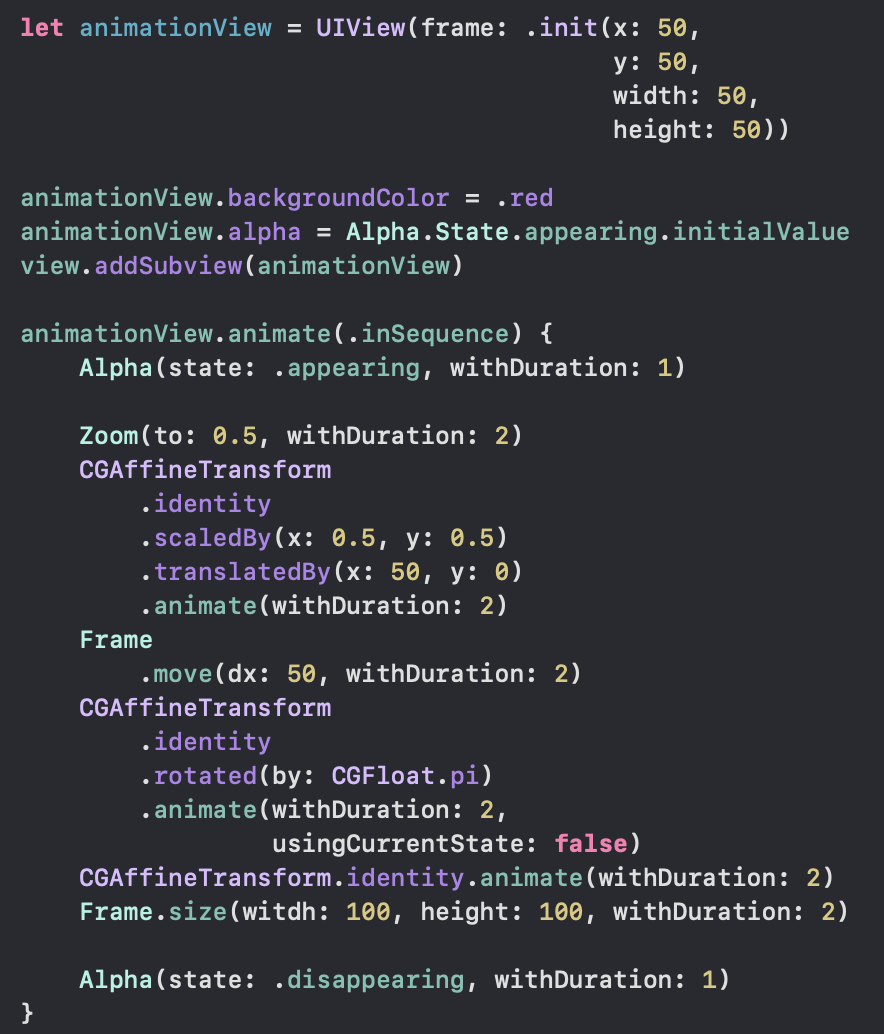 let animationView = UIView(frame: .init(x: 50,
                                        y: 50,
                                        width: 50,
                                        height: 50))

animationView.backgroundColor = .red
animationView.alpha = Alpha.State.appearing.initialValue
view.addSubview(animationView)

animationView.animate(.inSequence) {
    Alpha(state: .appearing, withDuration: 1)

    Zoom(to: 0.5, withDuration: 2)
    CGAffineTransform
        .identity
        .scaledBy(x: 0.5, y: 0.5)
        .translatedBy(x: 50, y: 0)
        .animate(withDuration: 2)
    Frame
        .move(dx: 50, withDuration: 2)
    CGAffineTransform
        .identity
        .rotated(by: CGFloat.pi)
        .animate(withDuration: 2,
                 usingCurrentState: false)
    CGAffineTransform.identity.animate(withDuration: 2)
    Frame.size(witdh: 100, height: 100, withDuration: 2)

    Alpha(state: .disappearing, withDuration: 1)
}